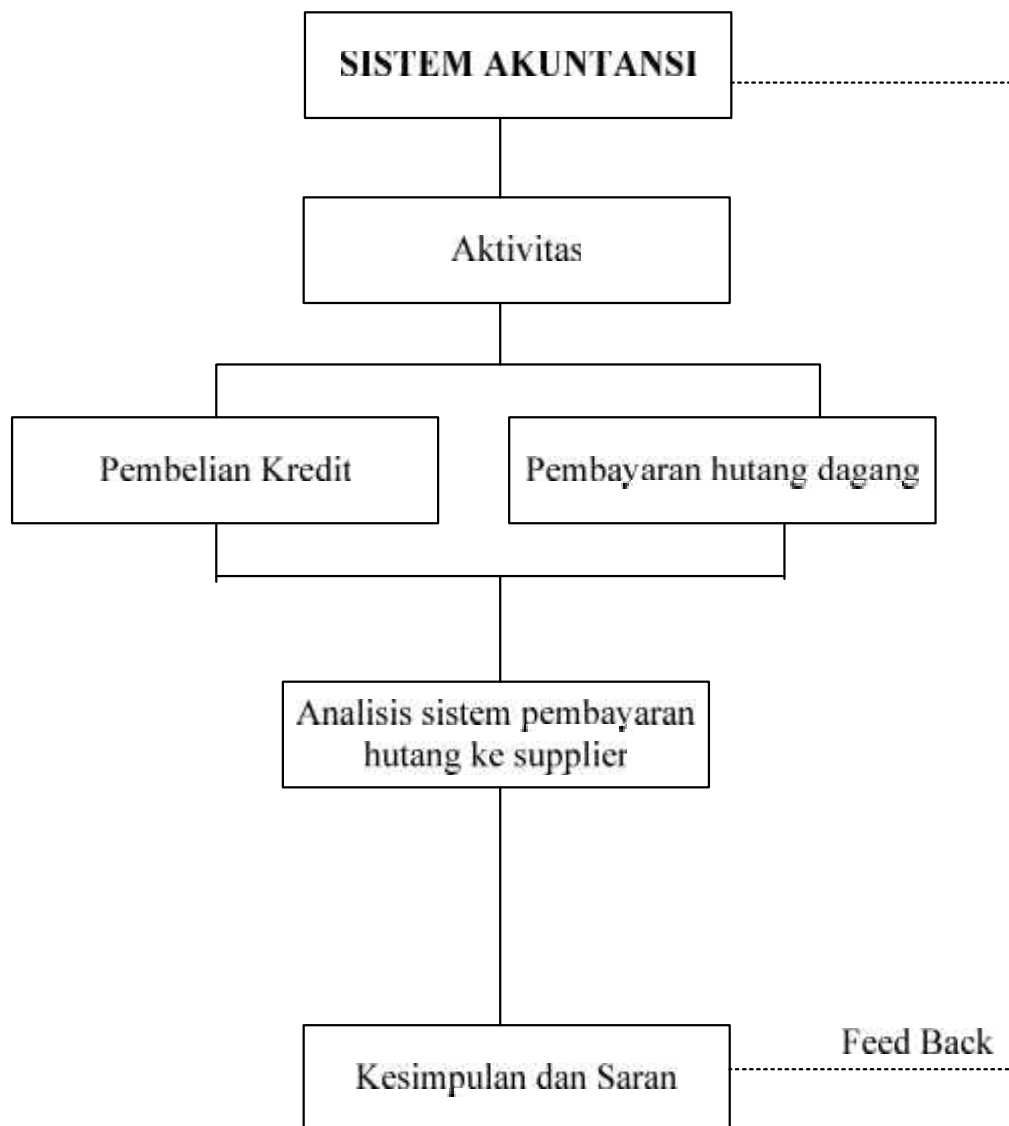 SISTEM AKUNTANSI
Aktivitas
Pembelian Kredit
Pembayaran hutang dagang
Analisis sistem pembayaran
hutang ke supplier
Feed Back
Kesimpulan dan Saran